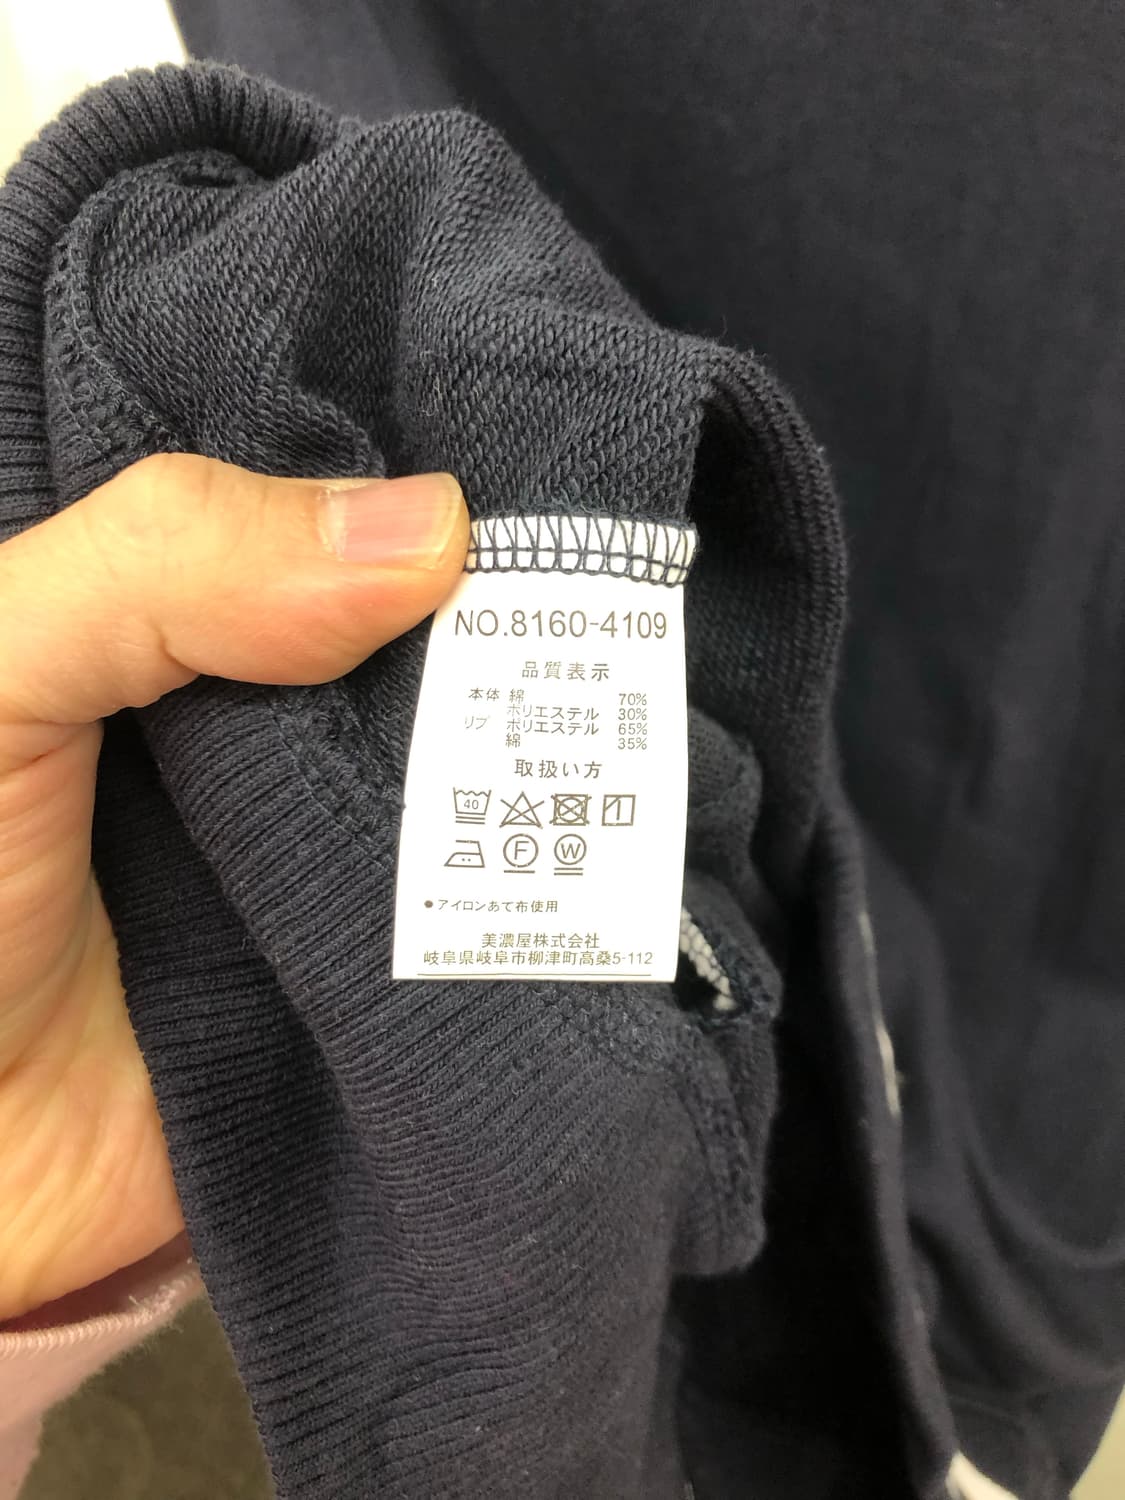 NO.8160-4109
品質表示
本体 綿 70%
ポリエステル 30%
リブ ポリエステル 65%
綿 35%
取扱い方
40
F W
●アイロンあて布使用
美濃屋株式会社
岐阜県岐阜市柳津町高桑5-112